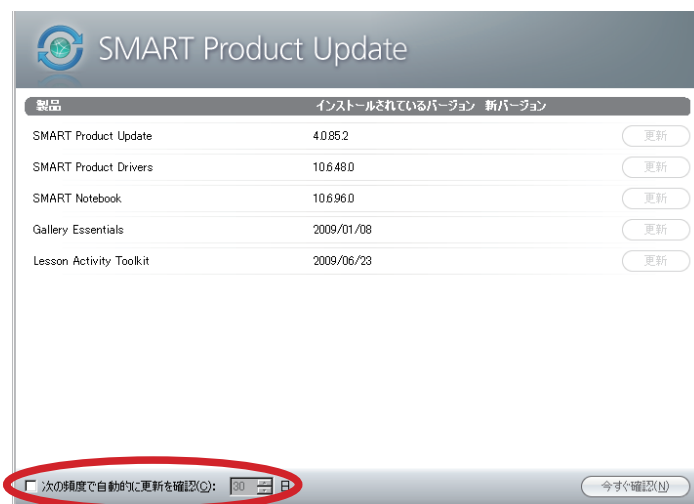 SMART Product Update
製品 インストールされているバージョン 新バージョン
SMART Product Update 4.0.85.2 更新
SMART Product Drivers 10.6.48.0 更新
SMART Notebook 10.6.96.0 更新
Gallery Essentials 2009/01/08 更新
Lesson Activity Toolkit 2009/06/23 更新
次の頻度で自動的に更新を確認(C): 30 日 今すぐ確認(N)